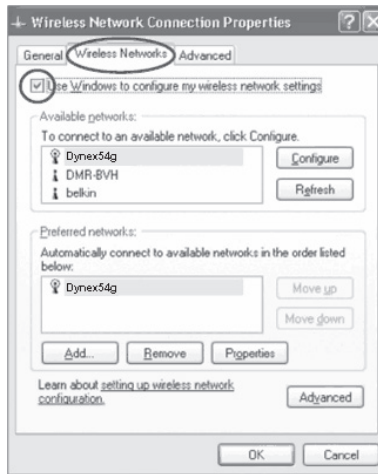 Wireless Network Connection Properties
General Wireless Networks Advanced
Use Windows to configure my wireless network settings
Available networks:
To connect to an available network, click Configure.
Dynex54g
DMR-BVH
belkin
Configure
Refresh
Preferred networks:
Automatically connect to available networks in the order listed
below:
Dynex54g
Move up
Move down
Add... Remove Properties
Learn about setting up wireless network
configuration.
Advanced
OK Cancel